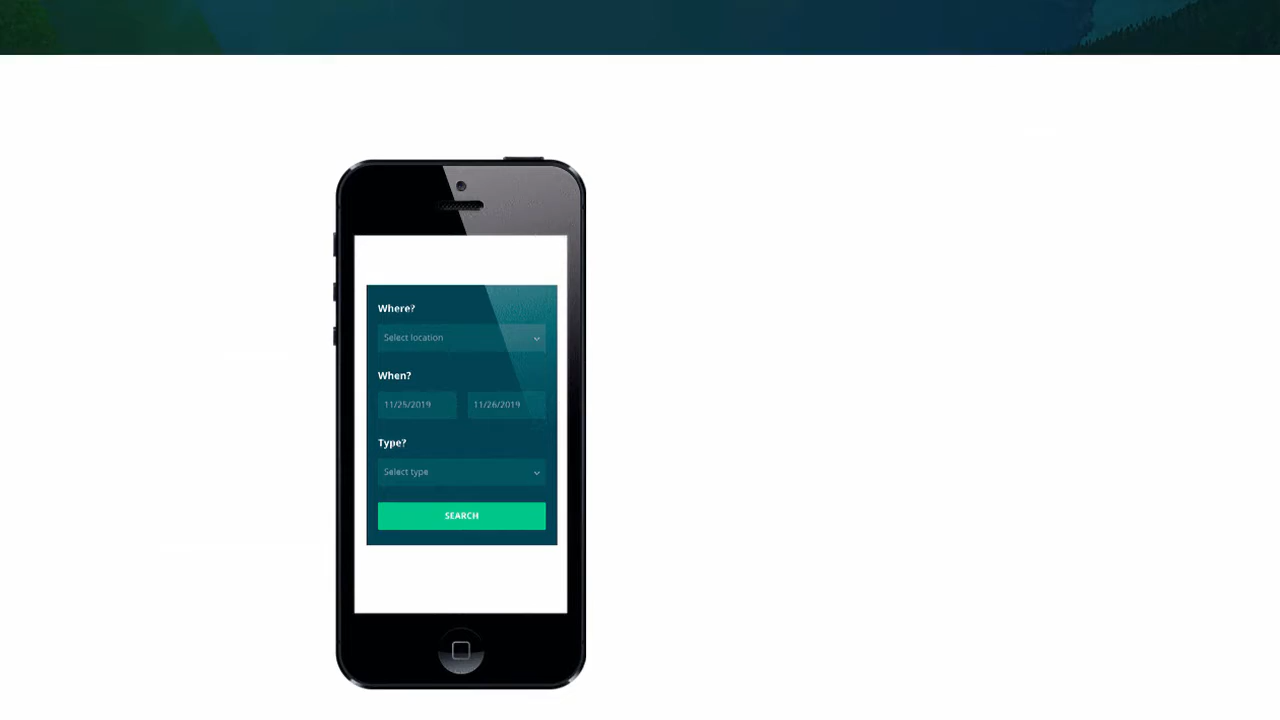 Where?
Select location
When?
11/25/2019 11/26/2019
Type?
Select type
SEARCH